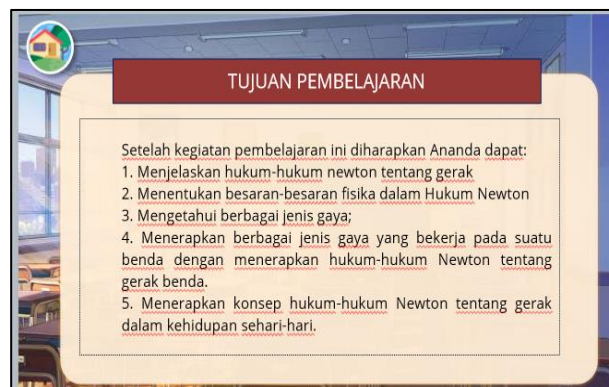 TUJUAN PEMBELAJARAN
Setelah kegiatan pembelajaran ini diharapkan Ananda dapat:
1. Menjelaskan hukum-hukum newton tentang gerak
2. Menentukan besaran-besaran fisika dalam Hukum Newton
3. Mengetahui berbagai jenis gaya;
4. Menerapkan berbagai jenis gaya yang bekerja pada suatu
benda dengan menerapkan hukum-hukum Newton tentang
gerak benda.
5. Menerapkan konsep hukum-hukum Newton tentang gerak
dalam kehidupan sehari-hari.